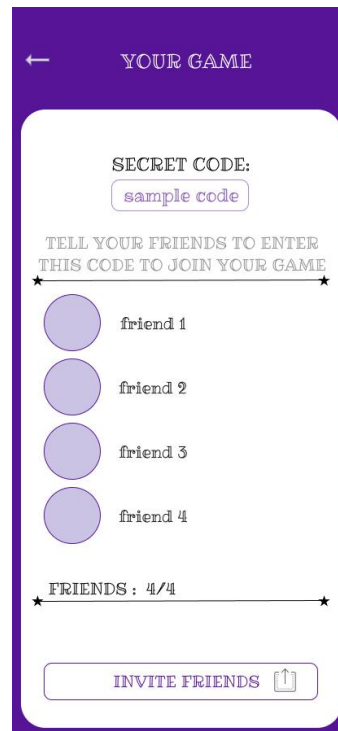 YOUR GAME
SECRET CODE:
sample code
TELL YOUR FRIENDS TO ENTER
THIS CODE TO JOIN YOUR GAME
friend 1
friend 2
friend 3
friend 4
FRIENDS : 4/4
INVITE FRIENDS